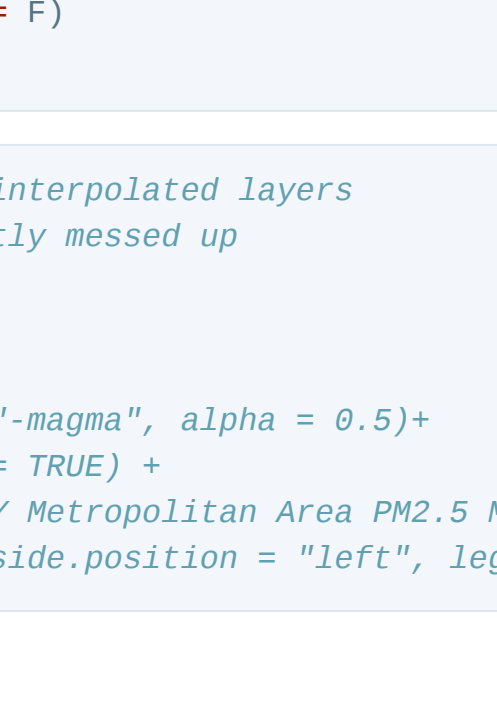 = F)
interpolated layers
tly messed up
"-magma", alpha = 0.5)+
= TRUE) +
Y Metropolitan Area PM2.5 M
side.position = "left", leg